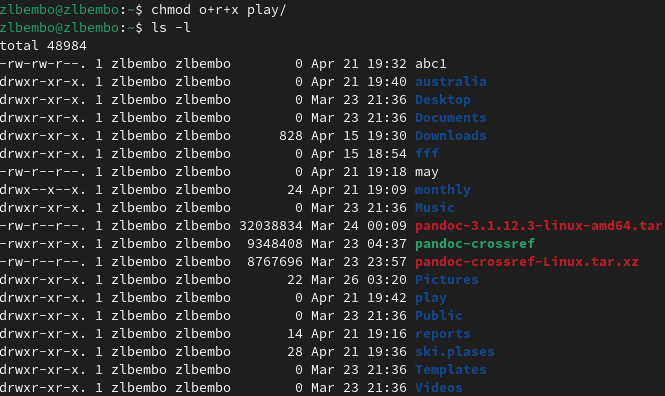 zlbembo@zlbembo:~$ chmod o+r+x play/
zlbembo@zlbembo:~$ ls -l
total 48984
-rw-rw-r--. 1 zlbembo zlbembo        0 Apr 21 19:32 abc1
drwxr-xr-x. 1 zlbembo zlbembo        0 Apr 21 19:40 australia
drwxr-xr-x. 1 zlbembo zlbembo        0 Mar 23 21:36 Desktop
drwxr-xr-x. 1 zlbembo zlbembo        0 Mar 23 21:36 Documents
drwxr-xr-x. 1 zlbembo zlbembo      828 Apr 15 19:30 Downloads
drwxr-xr-x. 1 zlbembo zlbembo        0 Apr 15 18:54 fff
-rw-r--r--. 1 zlbembo zlbembo        0 Apr 21 19:18 may
drwx--x--x. 1 zlbembo zlbembo       24 Apr 21 19:09 monthly
drwxr-xr-x. 1 zlbembo zlbembo        0 Mar 23 21:36 Music
-rw-r--r--. 1 zlbembo zlbembo 32038834 Mar 24 00:09 pandoc-3.1.12.3-linux-amd64.tar
-rwxr-xr-x. 1 zlbembo zlbembo  9348408 Mar 23 04:37 pandoc-crossref
-rw-r--r--. 1 zlbembo zlbembo  8767696 Mar 23 23:57 pandoc-crossref-Linux.tar.xz
drwxr-xr-x. 1 zlbembo zlbembo       22 Mar 26 03:20 Pictures
drwxr-xr-x. 1 zlbembo zlbembo        0 Apr 21 19:42 play
drwxr-xr-x. 1 zlbembo zlbembo        0 Mar 23 21:36 Public
drwxr-xr-x. 1 zlbembo zlbembo       14 Apr 21 19:16 reports
drwxr-xr-x. 1 zlbembo zlbembo       28 Apr 21 19:36 ski.plases
drwxr-xr-x. 1 zlbembo zlbembo        0 Mar 23 21:36 Templates
drwxr-xr-x. 1 zlbembo zlbembo        0 Mar 23 21:36 Videos